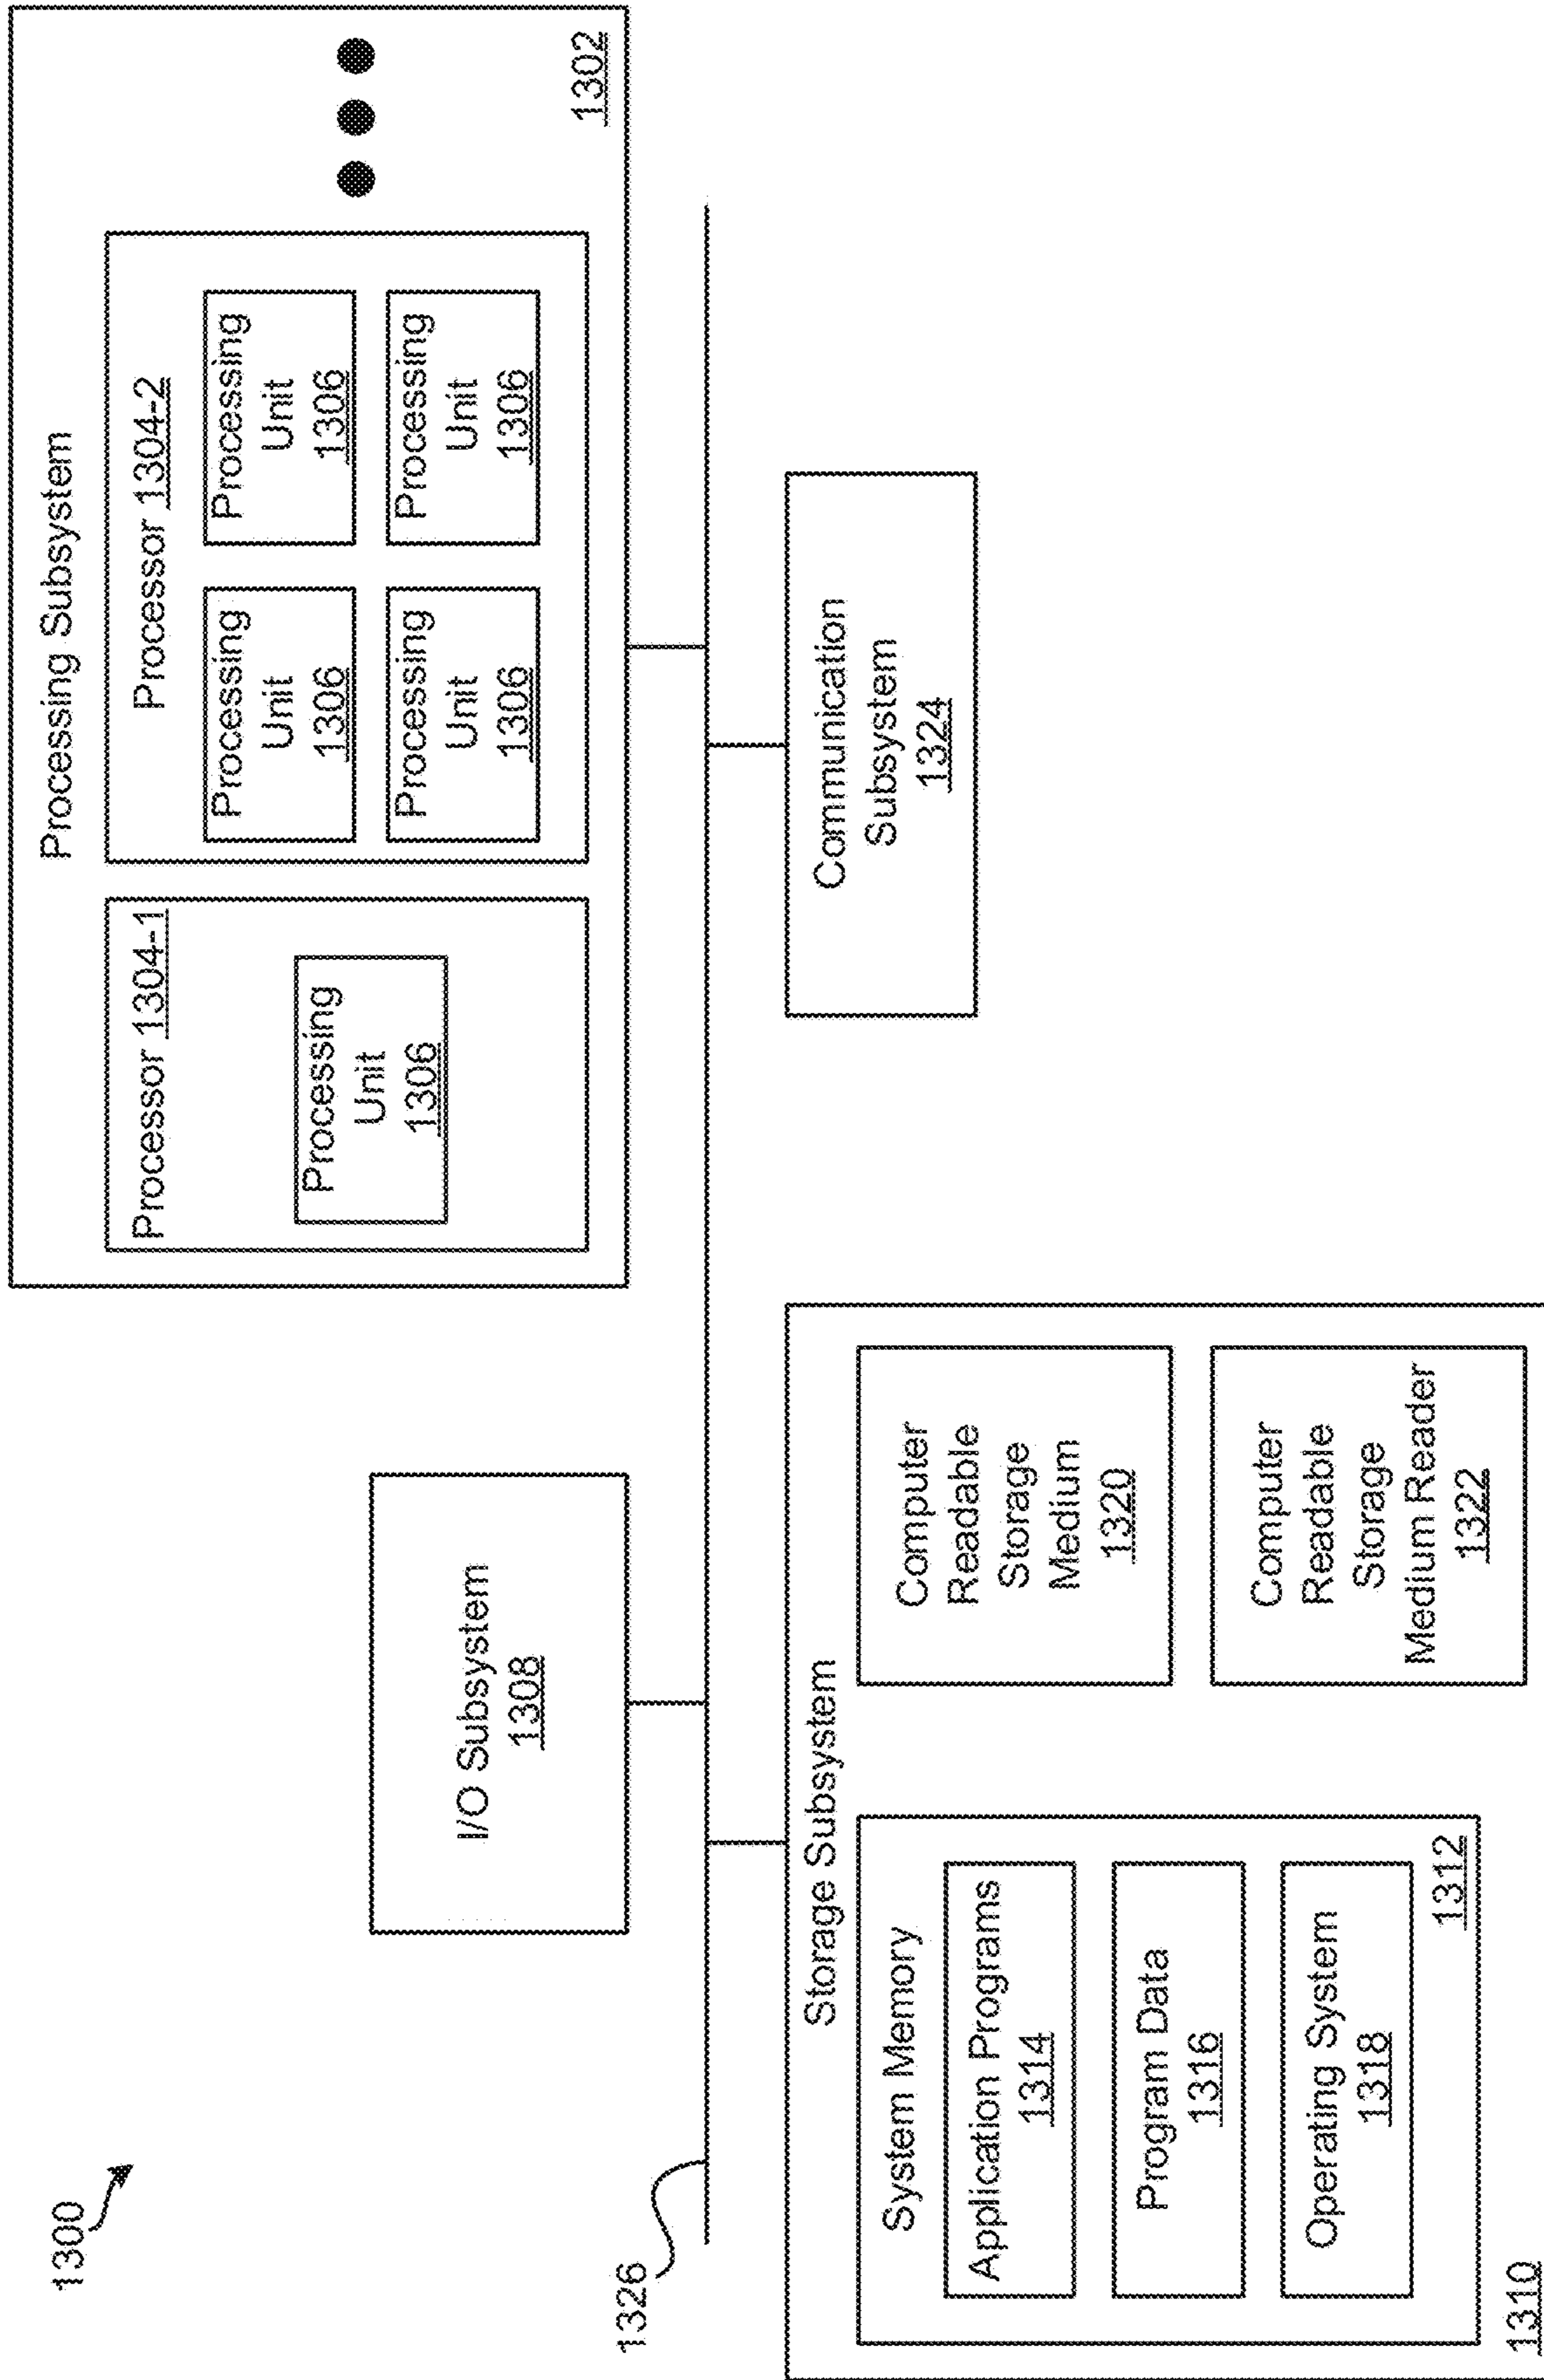 1300
I/O Subsystem
1308
Processing Subsystem
Processor 1304-1
Processing
Unit
1306
Processor 1304-2
Processing
Unit
1306
Processing
Unit
1306
Processing
Unit
1306
Processing
Unit
1306
1302
1326
Storage Subsystem
System Memory
Application Programs
1314
Program Data
1316
Operating System
1318
1312
Computer
Readable
Storage
Medium
1320
Computer
Readable
Storage
Medium Reader
1322
1310
Communication
Subsystem
1324